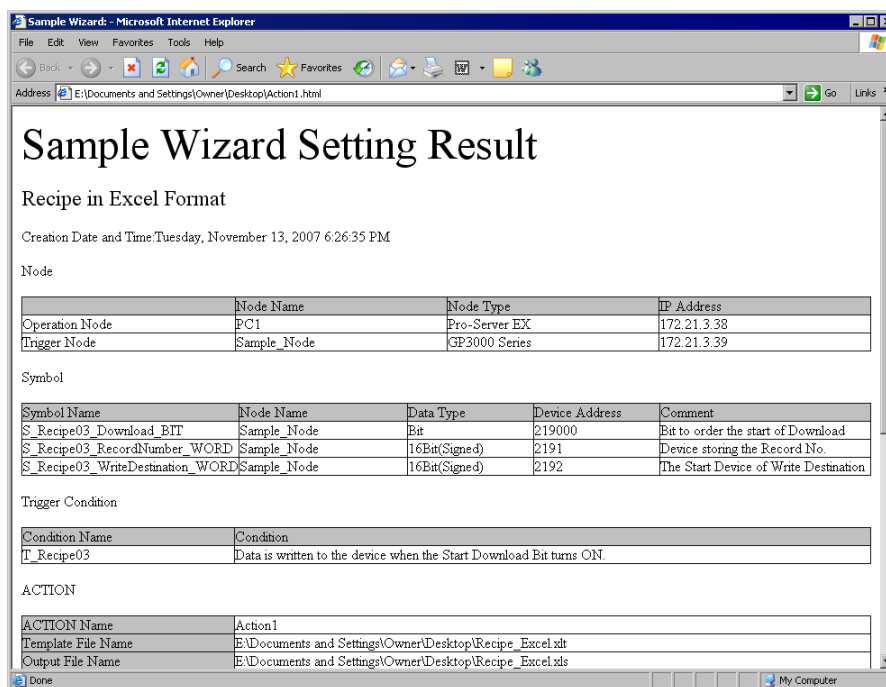 Sample Wizard: - Microsoft Internet Explorer
File Edit View Favorites Tools Help
Back Search Favorites
Address E:\Documents and Settings\Owner\Desktop\Action1.html Go Links
Sample Wizard Setting Result
Recipe in Excel Format
Creation Date and Time:Tuesday, November 13, 2007 6:26:35 PM
Node
Node Name Node Type IP Address
Operation Node PC1 Pro-Server EX 172.21.3.38
Trigger Node Sample_Node GP3000 Series 172.21.3.39
Symbol
Symbol Name Node Name Data Type Device Address Comment
S_Recipe03_Download_BIT Sample_Node Bit 219000 Bit to order the start of Download
S_Recipe03_RecordNumber_WORD Sample_Node 16Bit(Signed) 2191 Device storing the Record No.
S_Recipe03_WriteDestination_WORD Sample_Node 16Bit(Signed) 2192 The Start Device of Write Destination
Trigger Condition
Condition Name Condition
T_Recipe03 Data is written to the device when the Start Download Bit turns ON.
ACTION
ACTION Name Action1
Template File Name E:\Documents and Settings\Owner\Desktop\Recipe_Excel.xlt
Output File Name E:\Documents and Settings\Owner\Desktop\Recipe_Excel.xls
Done My Computer